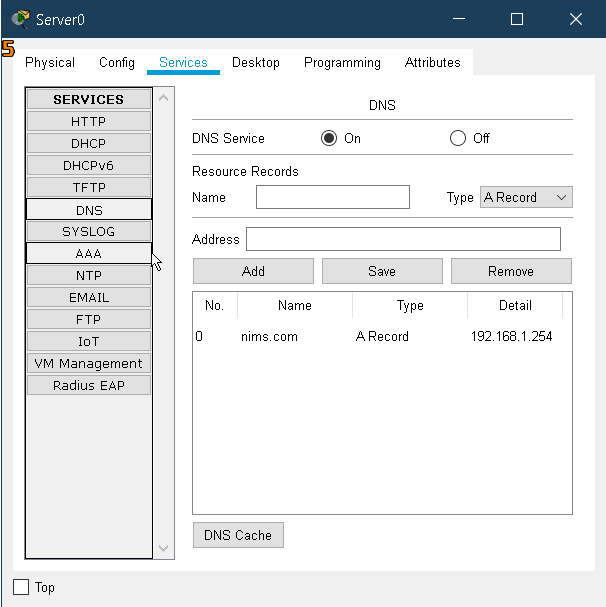 Server0
5
Physical Config Services Desktop Programming Attributes
SERVICES
HTTP
DHCP
DHCPv6
TFTP
DNS
SYSLOG
AAA
NTP
EMAIL
FTP
IoT
VM Management
Radius EAP
DNS
DNS Service On Off
Resource Records
Name Type A Record
Address
Add Save Remove
No. Name Type Detail
0 nims.com A Record 192.168.1.254
DNS Cache
Top